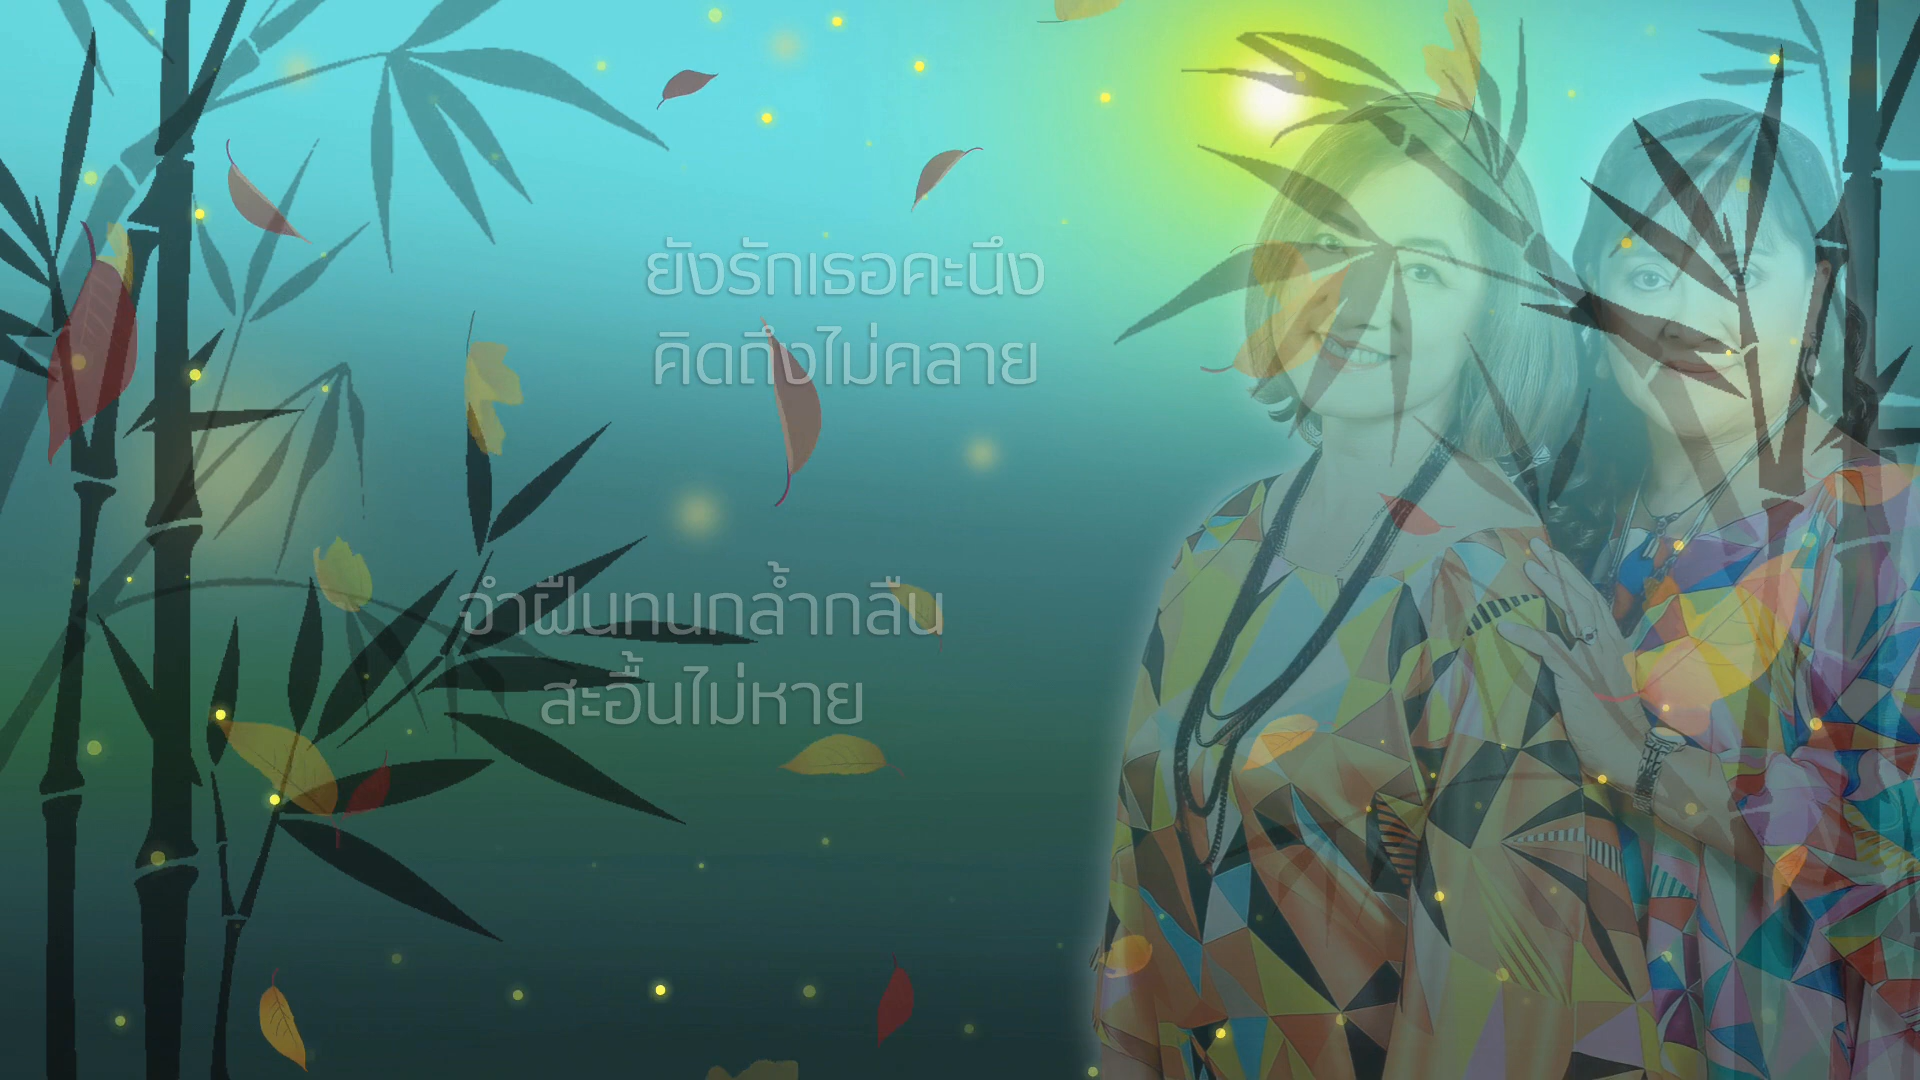 ยังรักเธอคะนึง
คิดถึงไม่คลาย
จำฝืนทนกล้ำกลืน
สะอื้นไม่หาย